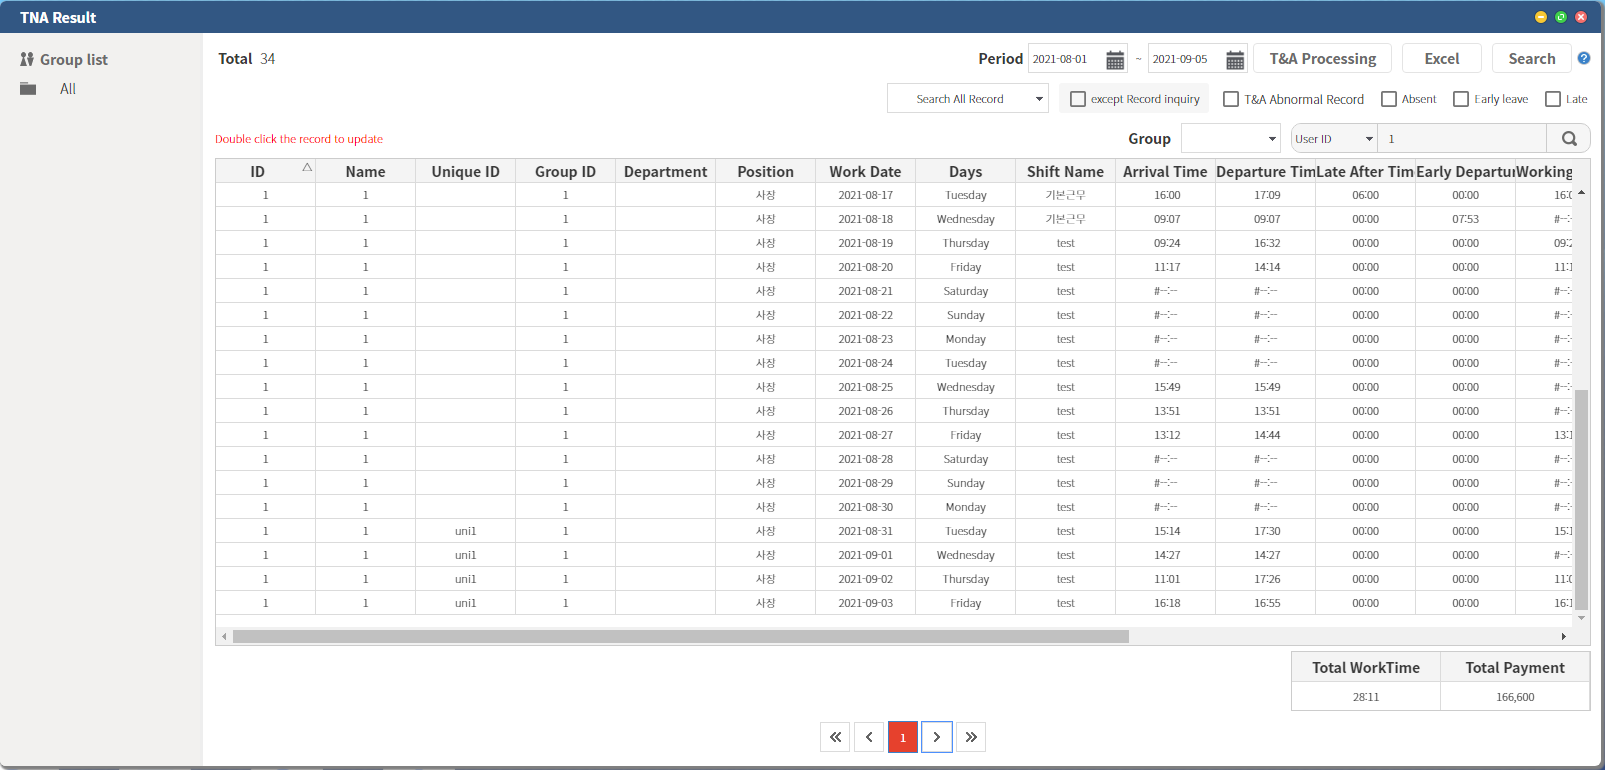 TNA Result
Group list
All
Total 34
Period 2021-08-01 ~ 2021-09-05 T&A Processing Excel Search ?
Search All Record except Record inquiry T&A Abnormal Record Absent Early leave Late
Double click the record to update
Group User ID 1
ID Name Unique ID Group ID Department Position Work Date Days Shift Name Arrival Time Departure Tim Late After Tim Early Departu Working
1 1 1 사장 2021-08-17 Tuesday 기본근무 16:00 17:09 06:00 00:00 16:0
1 1 1 사장 2021-08-18 Wednesday 기본근무 09:07 09:07 00:00 07:53 #--:-
1 1 1 사장 2021-08-19 Thursday test 09:24 16:32 00:00 00:00 09:2
1 1 1 사장 2021-08-20 Friday test 11:17 14:14 00:00 00:00 11:1
1 1 1 사장 2021-08-21 Saturday test #--:-- #--:-- 00:00 00:00 #--:-
1 1 1 사장 2021-08-22 Sunday test #--:-- #--:-- 00:00 00:00 #--:-
1 1 1 사장 2021-08-23 Monday test #--:-- #--:-- 00:00 00:00 #--:-
1 1 1 사장 2021-08-24 Tuesday test #--:-- #--:-- 00:00 00:00 #--:-
1 1 1 사장 2021-08-25 Wednesday test 15:49 15:49 00:00 00:00 #--:-
1 1 1 사장 2021-08-26 Thursday test 13:51 13:51 00:00 00:00 #--:-
1 1 1 사장 2021-08-27 Friday test 13:12 14:44 00:00 00:00 13:1
1 1 1 사장 2021-08-28 Saturday test #--:-- #--:-- 00:00 00:00 #--:-
1 1 1 사장 2021-08-29 Sunday test #--:-- #--:-- 00:00 00:00 #--:-
1 1 1 사장 2021-08-30 Monday test #--:-- #--:-- 00:00 00:00 #--:-
1 1 uni1 1 사장 2021-08-31 Tuesday test 15:14 17:30 00:00 00:00 15:1
1 1 uni1 1 사장 2021-09-01 Wednesday test 14:27 14:27 00:00 00:00 #--:-
1 1 uni1 1 사장 2021-09-02 Thursday test 11:01 17:26 00:00 00:00 11:0
1 1 uni1 1 사장 2021-09-03 Friday test 16:18 16:55 00:00 00:00 16:1
Total WorkTime Total Payment
28:11 166,600
1